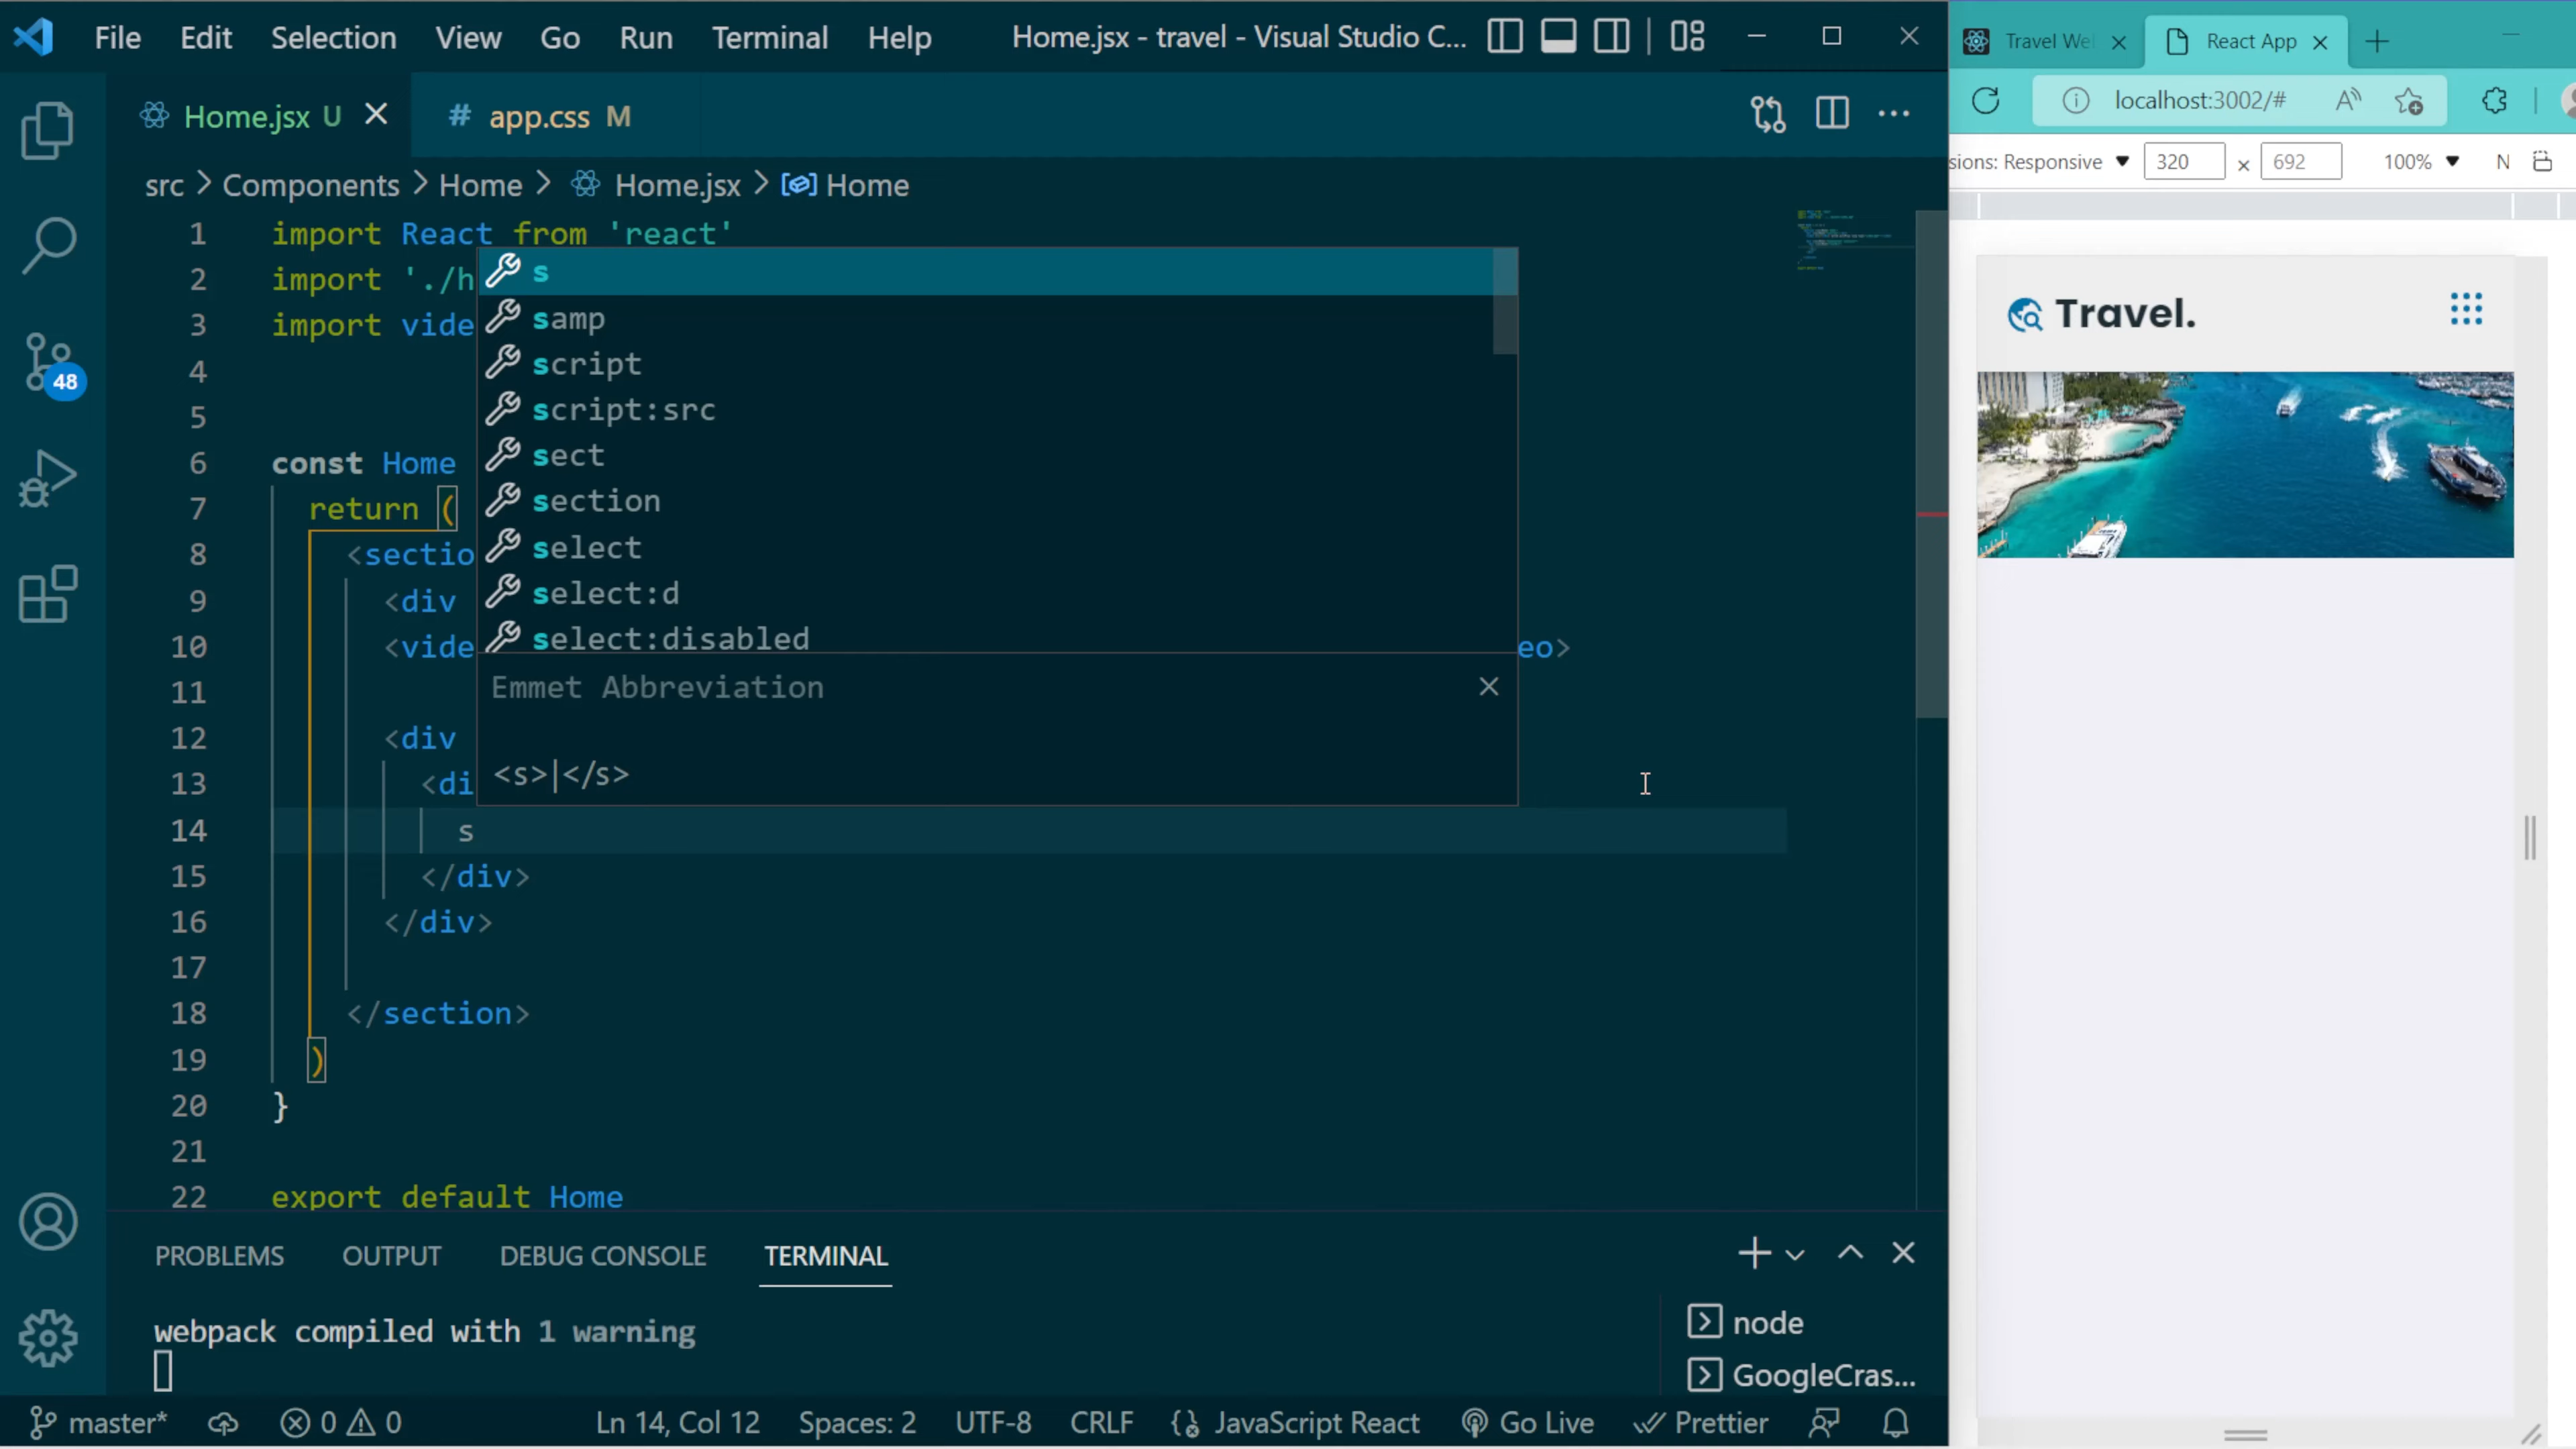 File Edit Selection View Go Run Terminal Help Home.jsx - travel - Visual Studio C...
Home.jsx U app.css M
src > Components > Home > Home.jsx > Home
1 import React from 'react'
2 import './h
3 import vide
4
5
6 const Home
7 return (
8 <sectio
9 <div
10 <vide eo>
11
12 <div
13 <di
14 s
15 </div>
16 </div>
17
18 </section>
19 )
20 }
21
22 export default Home
s
samp
script
script:src
sect
section
select
select:d
select:disabled
Emmet Abbreviation
<s>|</s>
48
PROBLEMS OUTPUT DEBUG CONSOLE TERMINAL
webpack compiled with 1 warning
node
GoogleCras...
master* 0 0 Ln 14, Col 12 Spaces: 2 UTF-8 CRLF JavaScript React Go Live Prettier
Travel We React App
localhost:3002/#
sions: Responsive 320 × 692 100% N
Travel.